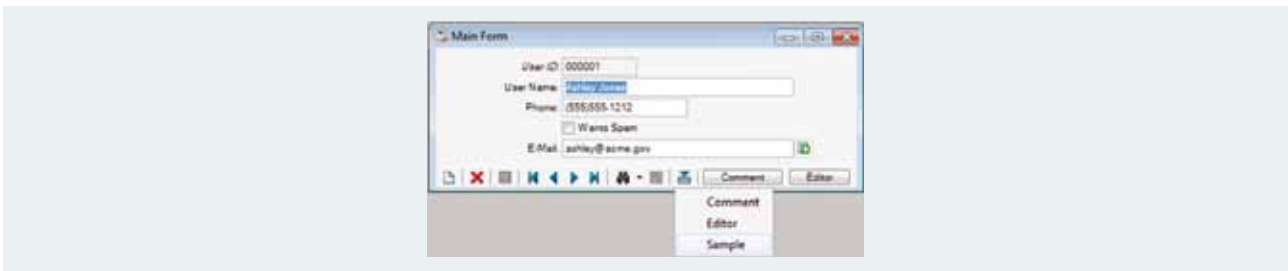 Main Form
User ID 000001
User Name Ashley Jones
Phone (555)555-1212
Wants Spam
E-Mail ashley@acme.gov
Comment Editor
Comment
Editor
Sample